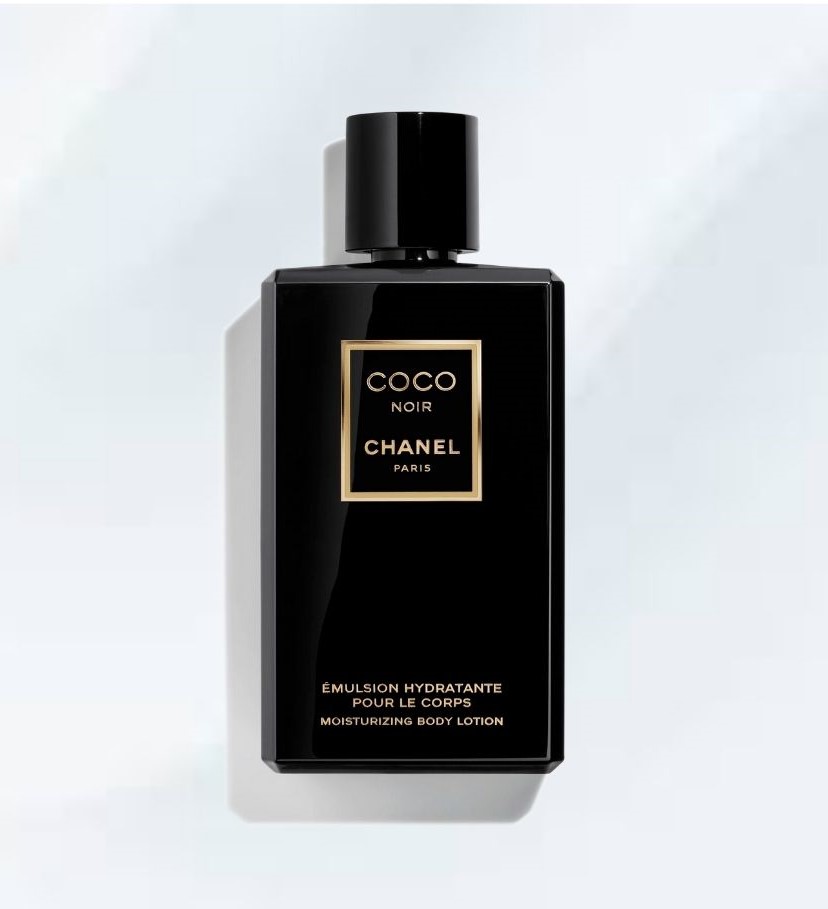 COCO
NOIR
CHANEL
PARIS
ÉMULSION HYDRATANTE
POUR LE CORPS
MOISTURIZING BODY LOTION